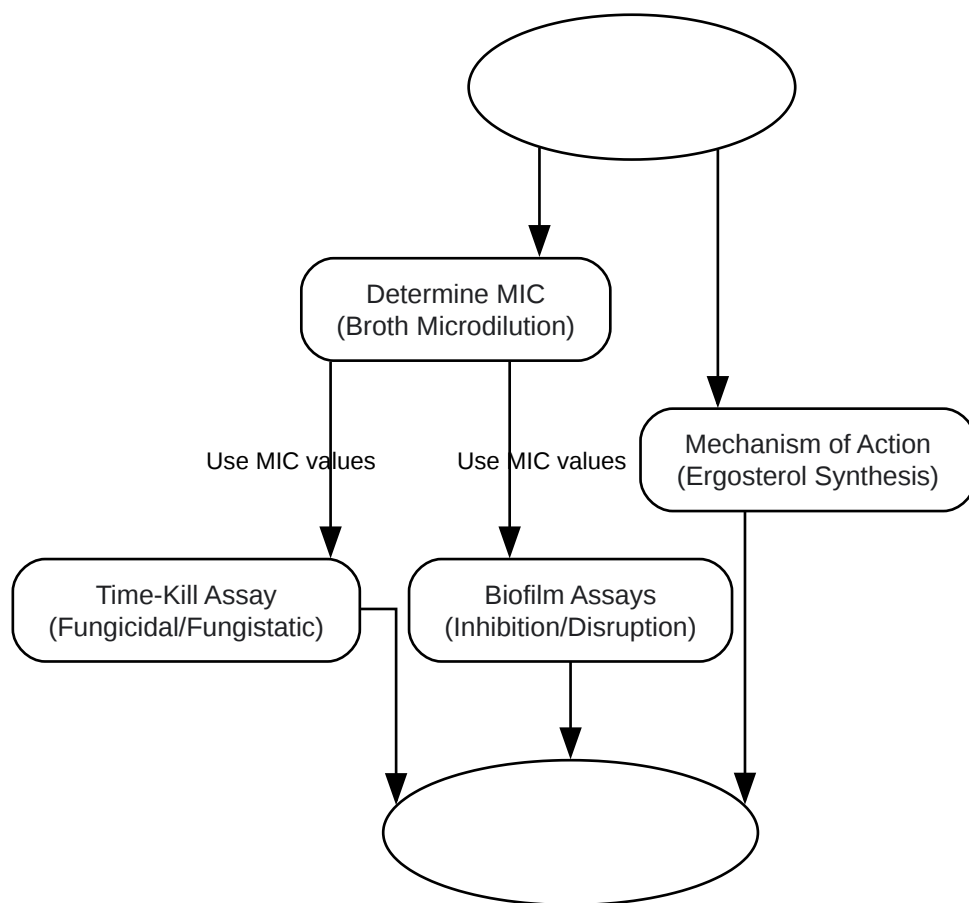 Determine MIC
(Broth Microdilution)
Mechanism of Action
(Ergosterol Synthesis)
Use MIC values
Use MIC values
Time-Kill Assay
(Fungicidal/Fungistatic)
Biofilm Assays
(Inhibition/Disruption)